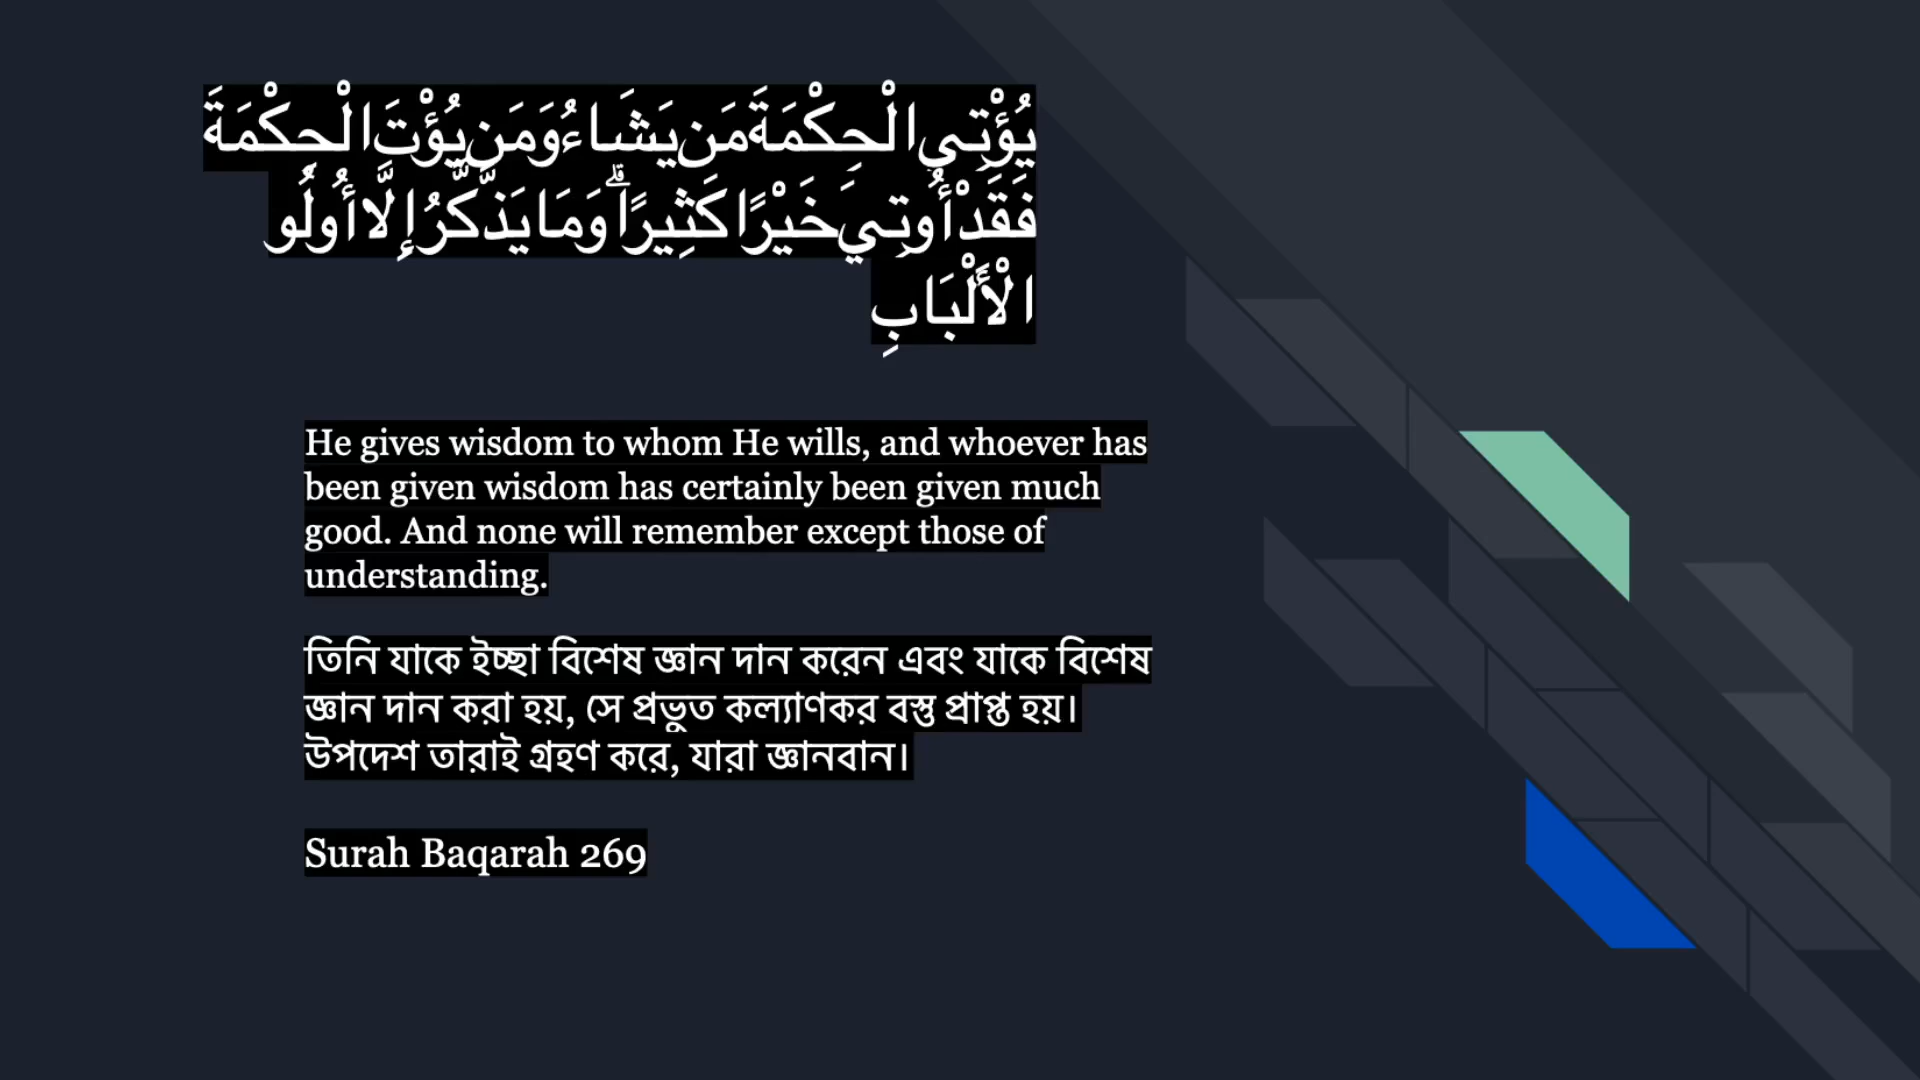 يُؤْتِي الْحِكْمَةَ مَن يَشَاءُ وَمَن يُؤْتَ الْحِكْمَةَ
فَقَدْ أُوتِيَ خَيْرًا كَثِيرًا ۗ وَمَا يَذَّكَّرُ إِلَّا أُولُو
الْأَلْبَابِ
He gives wisdom to whom He wills, and whoever has
been given wisdom has certainly been given much
good. And none will remember except those of
understanding.
তিনি যাকে ইচ্ছা বিশেষ জ্ঞান দান করেন এবং যাকে বিশেষ
জ্ঞান দান করা হয়, সে প্রভুত কল্যাণকর বস্তু প্রাপ্ত হয়।
উপদেশ তারাই গ্রহণ করে, যারা জ্ঞানবান।
Surah Baqarah 269